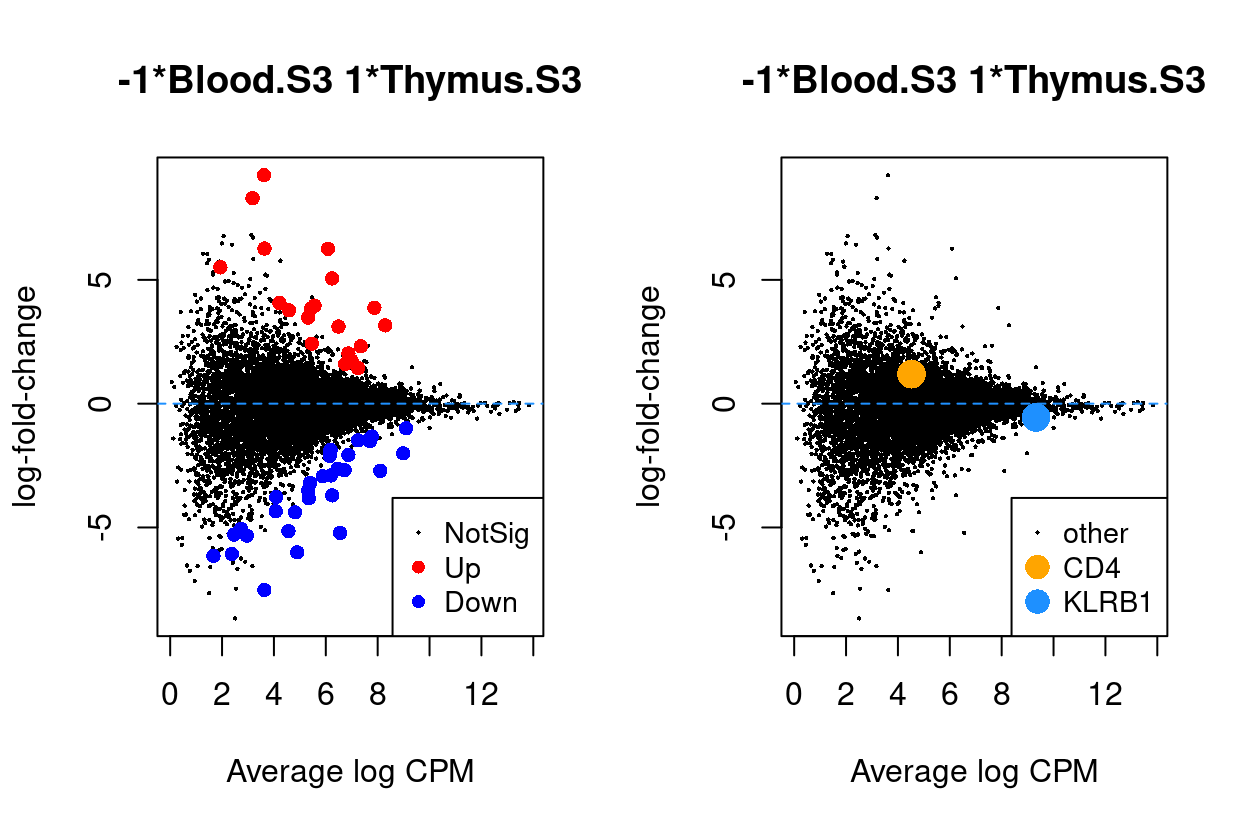 -1*Blood.S3 1*Thymus.S3
log-fold-change
5
0
-5
NotSig
Up
Down
0 2 4 6 8 12
Average log CPM
-1*Blood.S3 1*Thymus.S3
log-fold-change
5
0
-5
other
CD4
KLRB1
0 2 4 6 8 12
Average log CPM